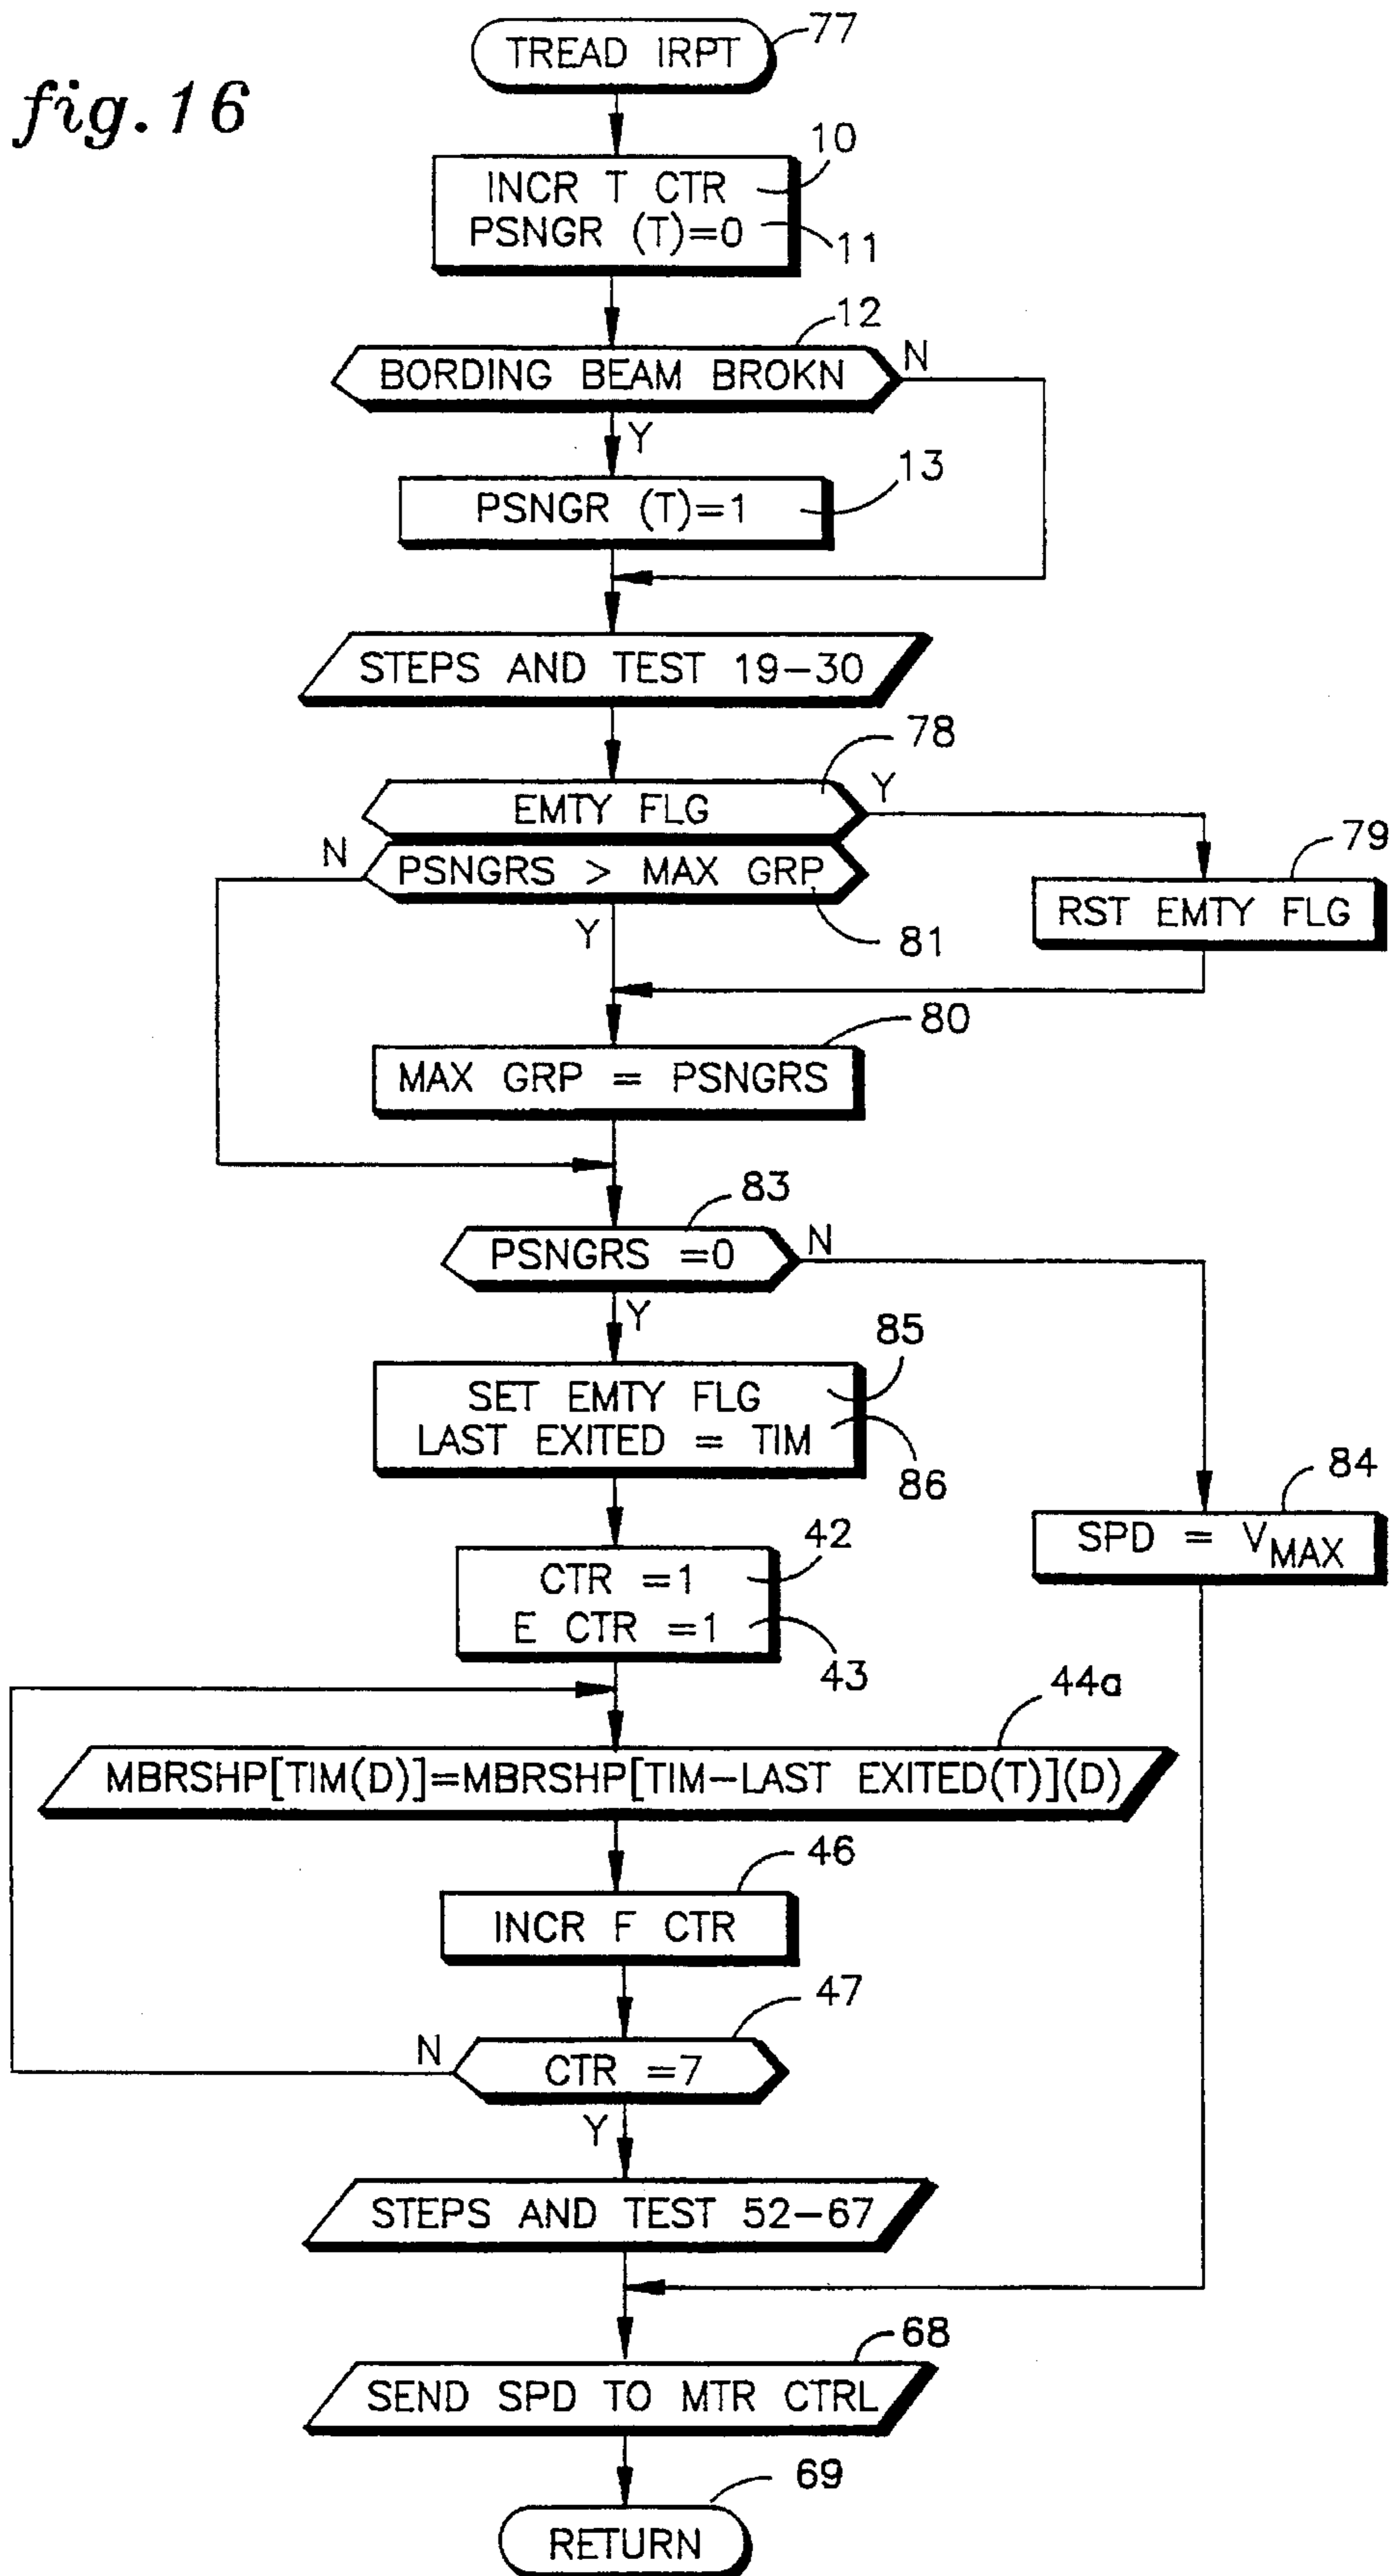 fig.16
TREAD IRPT
77
INCR T CTR
10
PSNGR (T)=0
11
BORDING BEAM BROKN
12
N
Y
PSNGR (T)=1
13
STEPS AND TEST 19-30
EMTY FLG
78
Y
PSNGRS > MAX GRP
81
N
Y
RST EMTY FLG
79
MAX GRP = PSNGRS
80
PSNGRS =0
83
N
Y
SET EMTY FLG
85
LAST EXITED = TIM
86
SPD = VMAX
84
CTR =1
42
E CTR =1
43
MBRSHP[TIM(D)]=MBRSHP[TIM-LAST EXITED(T)](D)
44a
INCR F CTR
46
CTR =7
47
N
Y
STEPS AND TEST 52-67
SEND SPD TO MTR CTRL
68
RETURN
69